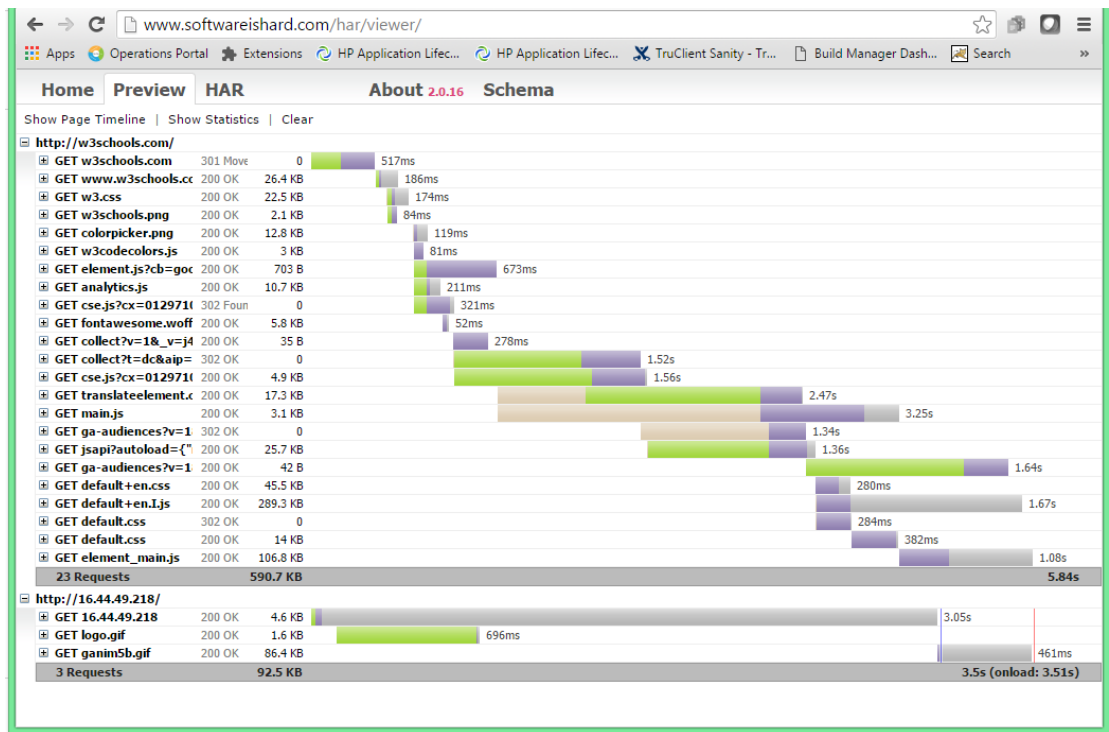 www.softwareishard.com/har/viewer/
Apps Operations Portal Extensions HP Application Lifec... HP Application Lifec... TruClient Sanity - Tr... Build Manager Dash... Search »
Home Preview HAR About 2.0.16 Schema
Show Page Timeline | Show Statistics | Clear
http://w3schools.com/
GET w3schools.com 301 Move 0 517ms
GET www.w3schools.cc 200 OK 26.4 KB 186ms
GET w3.css 200 OK 22.5 KB 174ms
GET w3schools.png 200 OK 2.1 KB 84ms
GET colorpicker.png 200 OK 12.8 KB 119ms
GET w3codecolors.js 200 OK 3 KB 81ms
GET element.js?cb=goc 200 OK 703 B 673ms
GET analytics.js 200 OK 10.7 KB 211ms
GET cse.js?cx=012971( 302 Foun 0 321ms
GET fontawesome.woff 200 OK 5.8 KB 52ms
GET collect?v=1&_v=j4 200 OK 35 B 278ms
GET collect?t=dc&aip= 302 OK 0 1.52s
GET cse.js?cx=012971( 200 OK 4.9 KB 1.56s
GET translateelement.c 200 OK 17.3 KB 2.47s
GET main.js 200 OK 3.1 KB 3.25s
GET ga-audiences?v=1 302 OK 0 1.34s
GET jsapi?autoload={" 200 OK 25.7 KB 1.36s
GET ga-audiences?v=1 200 OK 42 B 1.64s
GET default+en.css 200 OK 45.5 KB 280ms
GET default+en.I.js 200 OK 289.3 KB 1.67s
GET default.css 302 OK 0 284ms
GET default.css 200 OK 14 KB 382ms
GET element_main.js 200 OK 106.8 KB 1.08s
23 Requests 590.7 KB 5.84s
http://16.44.49.218/
GET 16.44.49.218 200 OK 4.6 KB 3.05s
GET logo.gif 200 OK 1.6 KB 696ms
GET ganim5b.gif 200 OK 86.4 KB 461ms
3 Requests 92.5 KB 3.5s (onload: 3.51s)